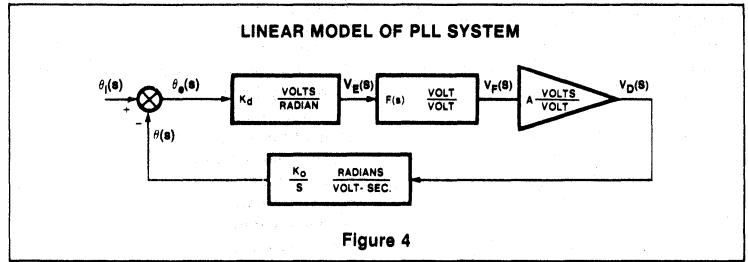 LINEAR MODEL OF PLL SYSTEM
θi(s) θe(s) Kd VOLTS/RADIAN VE(S) F(s) VOLT/VOLT VF(S) A VOLTS/VOLT VD(S)
+
−
θ(s)
Ko/S RADIANS/VOLT-SEC.
Figure 4